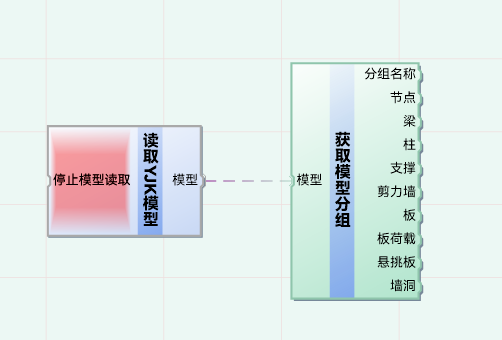 停止模型读取
读取YJK模型
模型
模型
获取模型分组
分组名称
节点
梁
柱
支撑
剪力墙
板
板荷载
悬挑板
墙洞